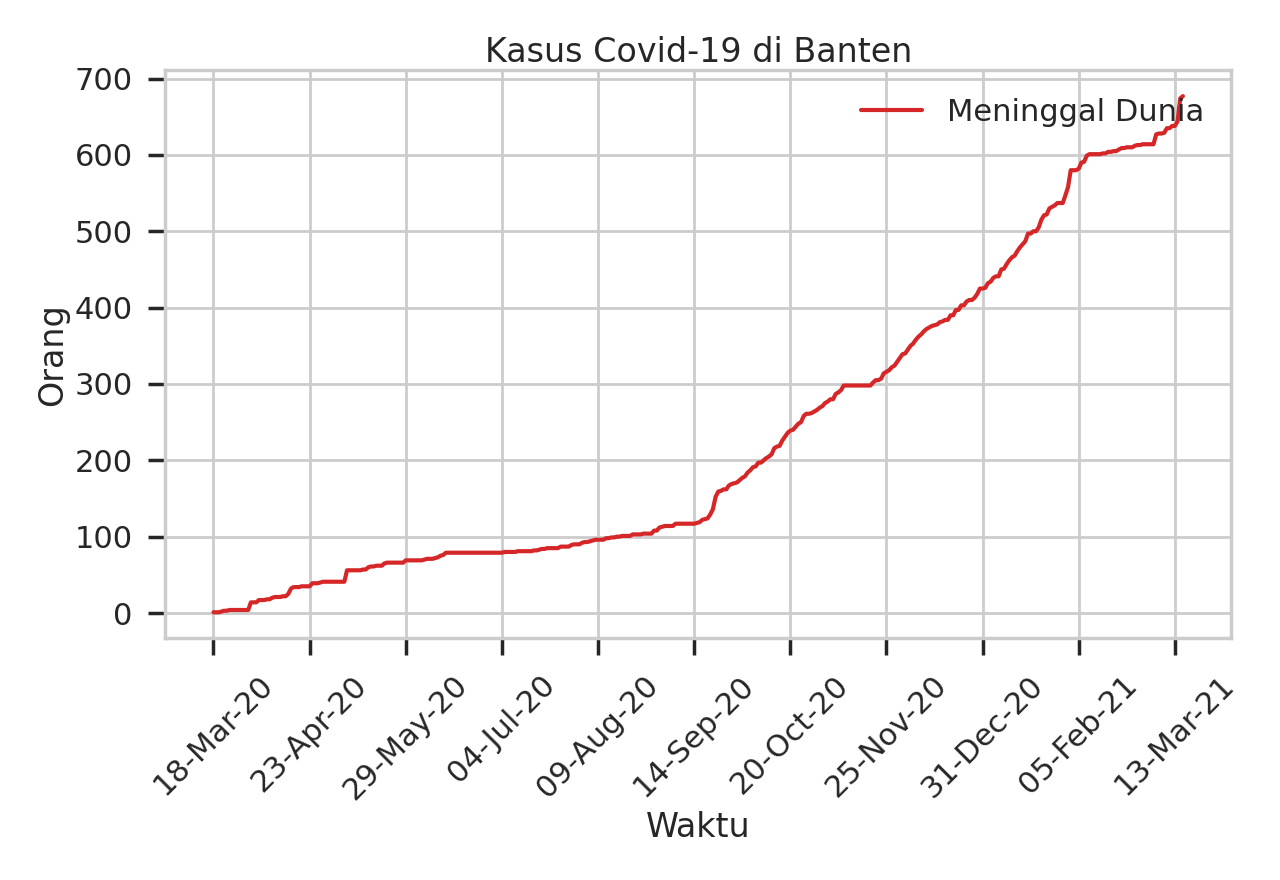 Kasus Covid-19 di Banten
Meninggal Dunia
Orang
700
600
500
400
300
200
100
0
18-Mar-20
23-Apr-20
29-May-20
04-Jul-20
09-Aug-20
14-Sep-20
20-Oct-20
25-Nov-20
31-Dec-20
05-Feb-21
13-Mar-21
Waktu